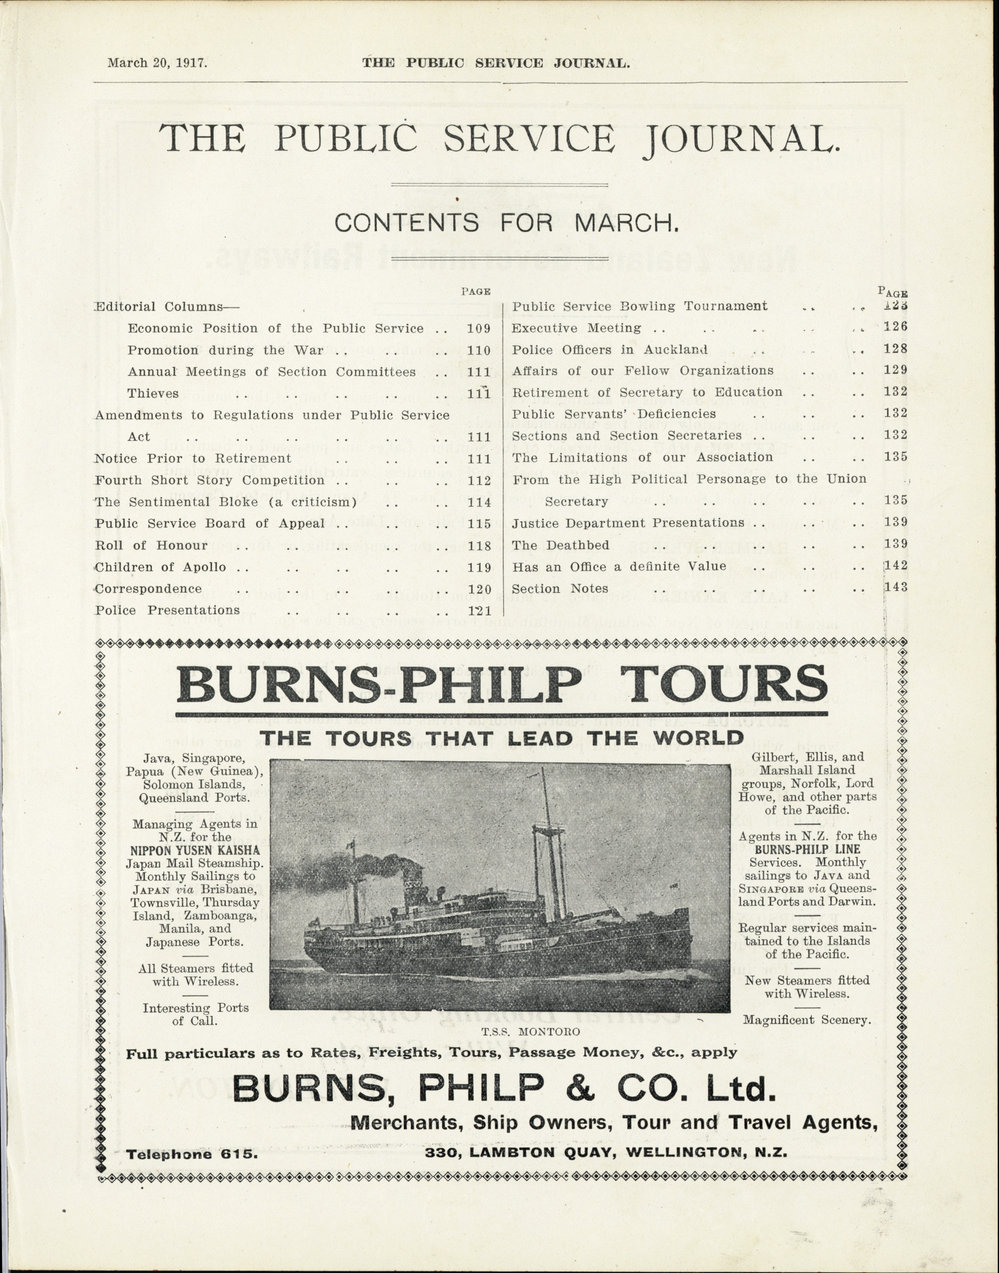 March 20, 1917.
THE PUBLIC SERVICE JOURNAL.
THE PUBLIC SERVICE JOURNAL.
CONTENTS FOR MARCH.
PAGE
Editorial Columns—
Economic Position of the Public Service .. 109
Promotion during the War .. .. .. 110
Annual Meetings of Section Committees .. 111
Thieves .. .. .. .. .. 111
Amendments to Regulations under Public Service
Act .. .. .. .. .. .. 111
Notice Prior to Retirement .. .. .. 111
Fourth Short Story Competition .. .. .. 112
The Sentimental Bloke (a criticism) .. .. 114
Public Service Board of Appeal .. .. .. 115
Roll of Honour .. .. .. .. .. 118
Children of Apollo .. .. .. .. .. 119
Correspondence .. .. .. .. .. 120
Police Presentations .. .. .. .. 121
PAGE
Public Service Bowling Tournament .. ..
Executive Meeting .. .. .. .. .. 126
Police Officers in Auckland .. .. .. 128
Affairs of our Fellow Organizations .. .. 129
Retirement of Secretary to Education .. .. 132
Public Servants' Deficiencies .. .. .. 132
Sections and Section Secretaries .. .. .. 132
The Limitations of our Association .. .. 135
From the High Political Personage to the Union
Secretary .. .. .. .. .. 135
Justice Department Presentations .. .. .. 139
The Deathbed .. .. .. .. .. 139
Has an Office a definite Value .. .. .. 142
Section Notes .. .. .. .. .. 143
BURNS-PHILP TOURS
THE TOURS THAT LEAD THE WORLD
Java, Singapore,
Papua (New Guinea),
Solomon Islands,
Queensland Ports.
Managing Agents in
N.Z. for the
NIPPON YUSEN KAISHA
Japan Mail Steamship.
Monthly Sailings to
JAPAN via Brisbane,
Townsville, Thursday
Island, Zamboanga,
Manila, and
Japanese Ports.
All Steamers fitted
with Wireless.
Interesting Ports
of Call.
T.S.S. MONTORO
Gilbert, Ellis, and
Marshall Island
groups, Norfolk, Lord
Howe, and other parts
of the Pacific.
Agents in N.Z. for the
BURNS-PHILP LINE
Services. Monthly
sailings to JAVA and
SINGAPORE via Queens-
land Ports and Darwin.
Regular services main-
tained to the Islands
of the Pacific.
New Steamers fitted
with Wireless.
Magnificent Scenery.
Full particulars as to Rates, Freights, Tours, Passage Money, &c., apply
BURNS, PHILP & CO. Ltd.
Merchants, Ship Owners, Tour and Travel Agents,
Telephone 615.
330, LAMBTON QUAY, WELLINGTON, N.Z.